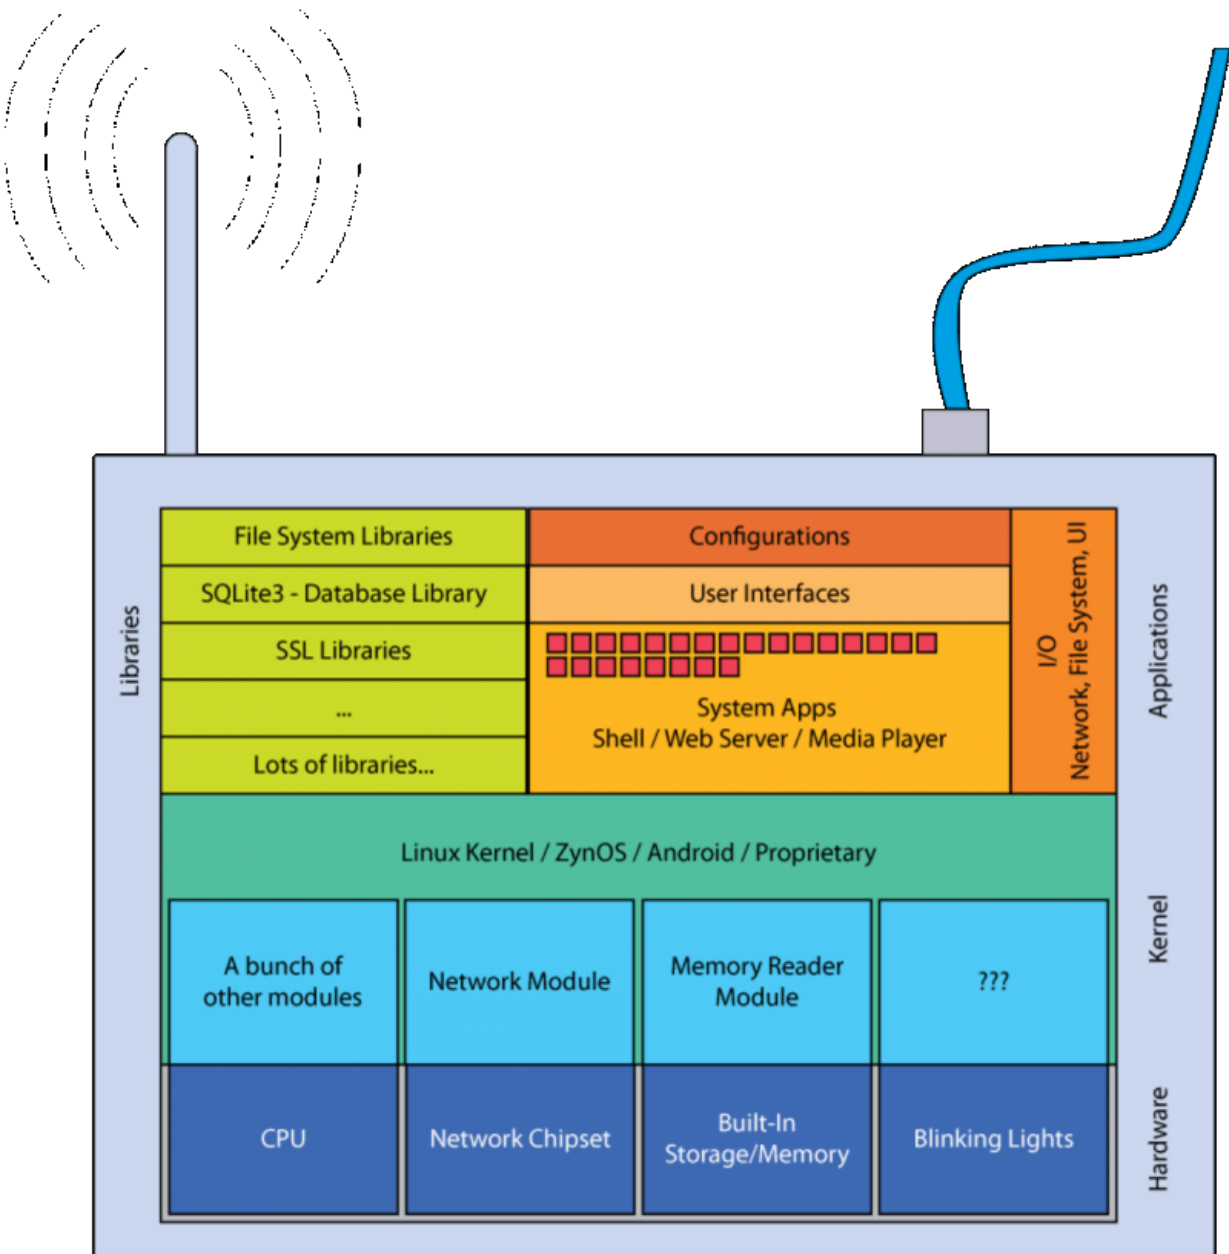 Libraries
File System Libraries
SQLite3 - Database Library
SSL Libraries
...
Lots of libraries...
Configurations
User Interfaces
System Apps
Shell / Web Server / Media Player
I/O
Network, File System, UI
Applications
Linux Kernel / ZynOS / Android / Proprietary
A bunch of
other modules
Network Module
Memory Reader
Module
???
Kernel
CPU
Network Chipset
Built-In
Storage/Memory
Blinking Lights
Hardware